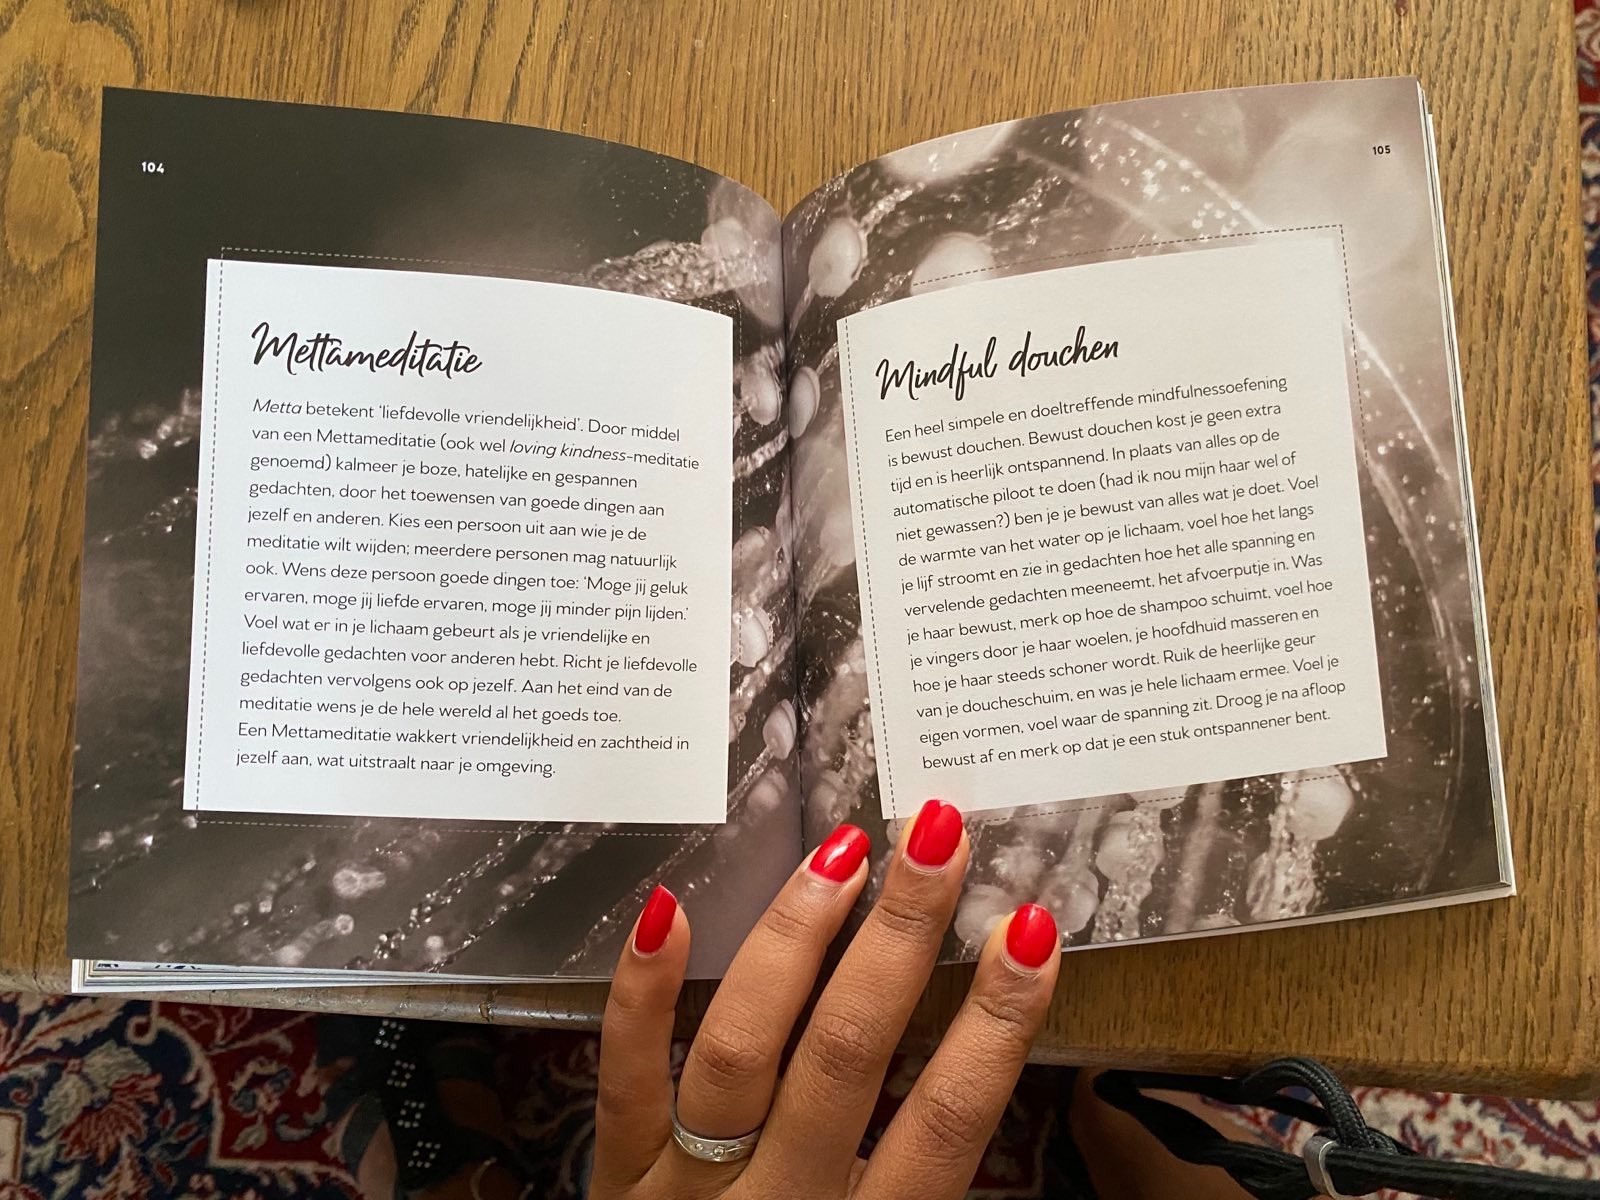 104
Mettameditatie
Metta betekent 'liefdevolle vriendelijkheid'. Door middel
van een Mettameditatie (ook wel loving kindness-meditatie
genoemd) kalmeer je boze, hatelijke en gespannen
gedachten, door het toewensen van goede dingen aan
jezelf en anderen. Kies een persoon uit aan wie je de
meditatie wilt wijden; meerdere personen mag natuurlijk
ook. Wens deze persoon goede dingen toe: 'Moge jij geluk
ervaren, moge jij liefde ervaren, moge jij minder pijn lijden.'
Voel wat er in je lichaam gebeurt als je vriendelijke en
liefdevolle gedachten voor anderen hebt. Richt je liefdevolle
gedachten vervolgens ook op jezelf. Aan het eind van de
meditatie wens je de hele wereld al het goeds toe.
Een Mettameditatie wakkert vriendelijkheid en zachtheid in
jezelf aan, wat uitstraalt naar je omgeving.
105
Mindful douchen
Een heel simpele en doeltreffende mindfulnessoefening
is bewust douchen. Bewust douchen kost je geen extra
tijd en is heerlijk ontspannend. In plaats van alles op de
automatische piloot te doen (had ik nou mijn haar wel of
niet gewassen?) ben je je bewust van alles wat je doet. Voel
de warmte van het water op je lichaam, voel hoe het langs
je lijf stroomt en zie in gedachten hoe het alle spanning en
vervelende gedachten meeneemt, het afvoerputje in. Was
je haar bewust, merk op hoe de shampoo schuimt, voel hoe
je vingers door je haar woelen, je hoofdhuid masseren en
hoe je haar steeds schoner wordt. Ruik de heerlijke geur
van je doucheschuim, en was je hele lichaam ermee. Voel je
eigen vormen, voel waar de spanning zit. Droog je na afloop
bewust af en merk op dat je een stuk ontspannener bent.